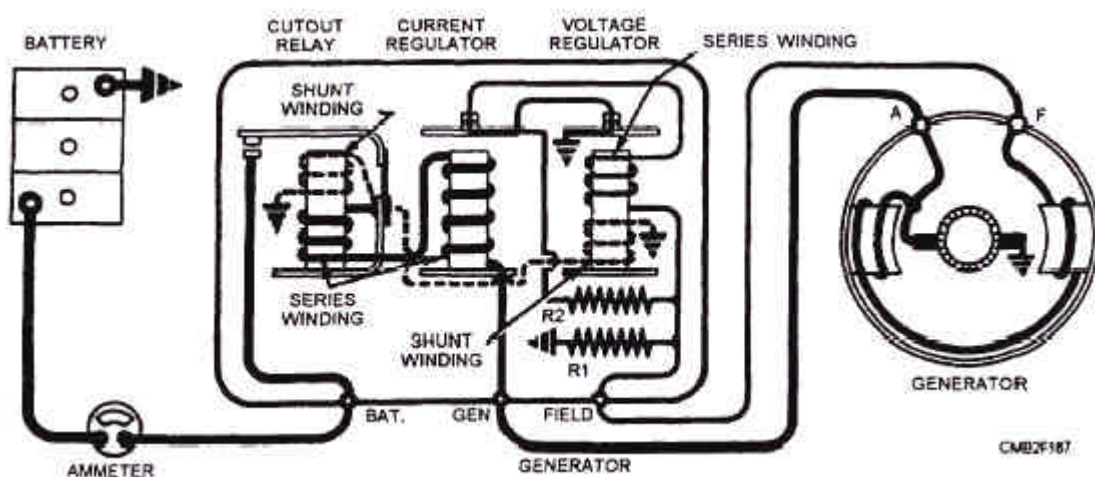 BATTERY
CUTOUT
RELAY
CURRENT
REGULATOR
VOLTAGE
REGULATOR
SERIES WINDING
SHUNT
WINDING
A
F
SERIES
WINDING
SHUNT
WINDING
R2
R1
BAT.
GEN
FIELD
GENERATOR
AMMETER
GENERATOR
CMB2F187